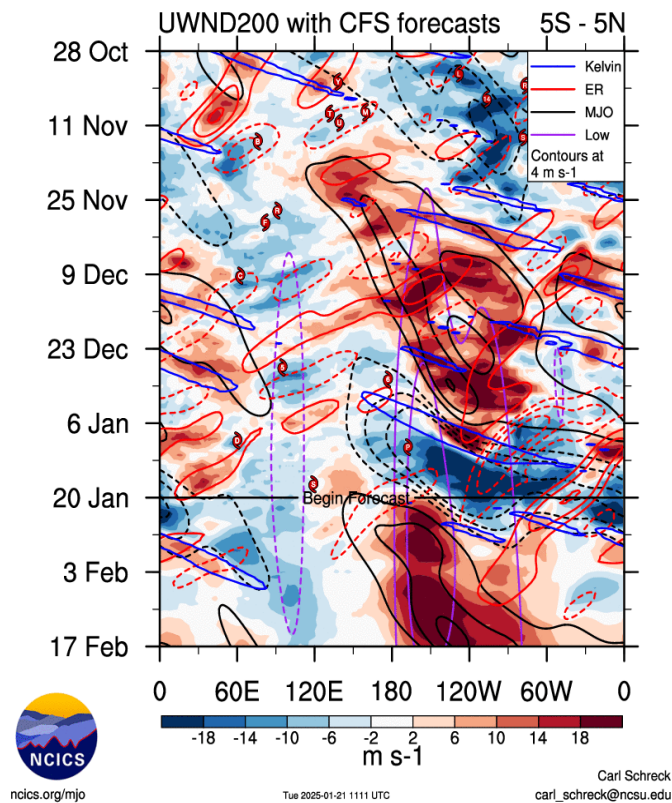 UWND200 with CFS forecasts 5S - 5N
28 Oct
11 Nov
25 Nov
9 Dec
23 Dec
6 Jan
20 Jan
3 Feb
17 Feb
Kelvin
ER
MJO
Low
Contours at
4 m s-1
Begin Forecast
0 60E 120E 180 120W 60W 0
-18 -14 -10 -6 -2 2 6 10 14 18
m s-1
NCICS
ncics.org/mjo
Tue 2025-01-21 1111 UTC
Carl Schreck
carl_schreck@ncsu.edu